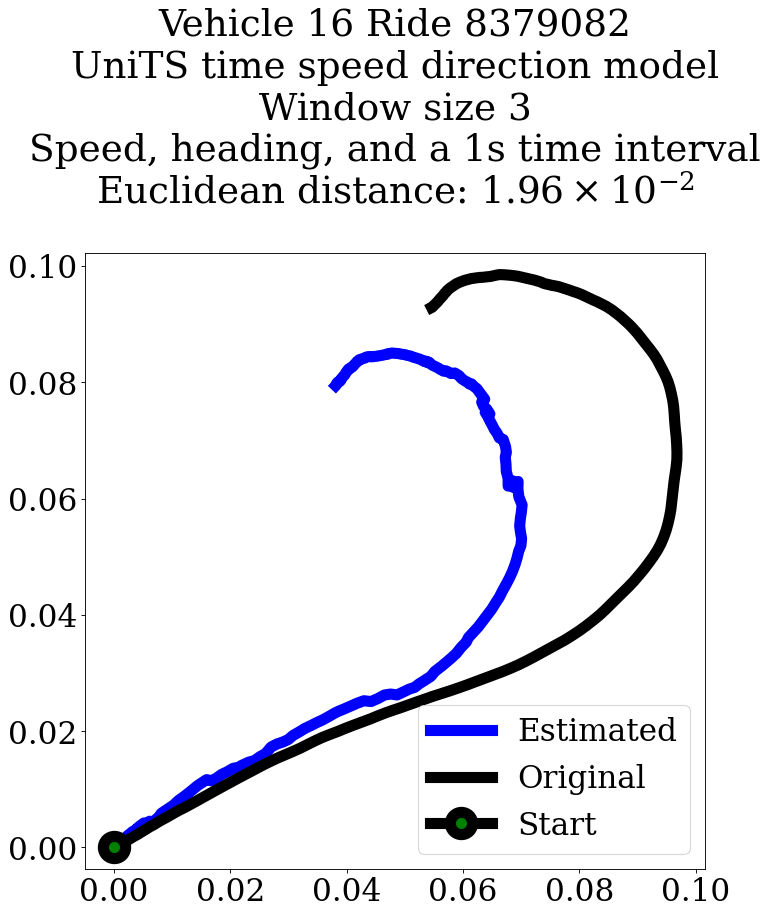 Vehicle 16 Ride 8379082
UniTS time speed direction model
Window size 3
Speed, heading, and a 1s time interval
Euclidean distance: 1.96 × 10⁻²
0.10
0.08
0.06
0.04
0.02
0.00
Estimated
Original
Start
0.00 0.02 0.04 0.06 0.08 0.10